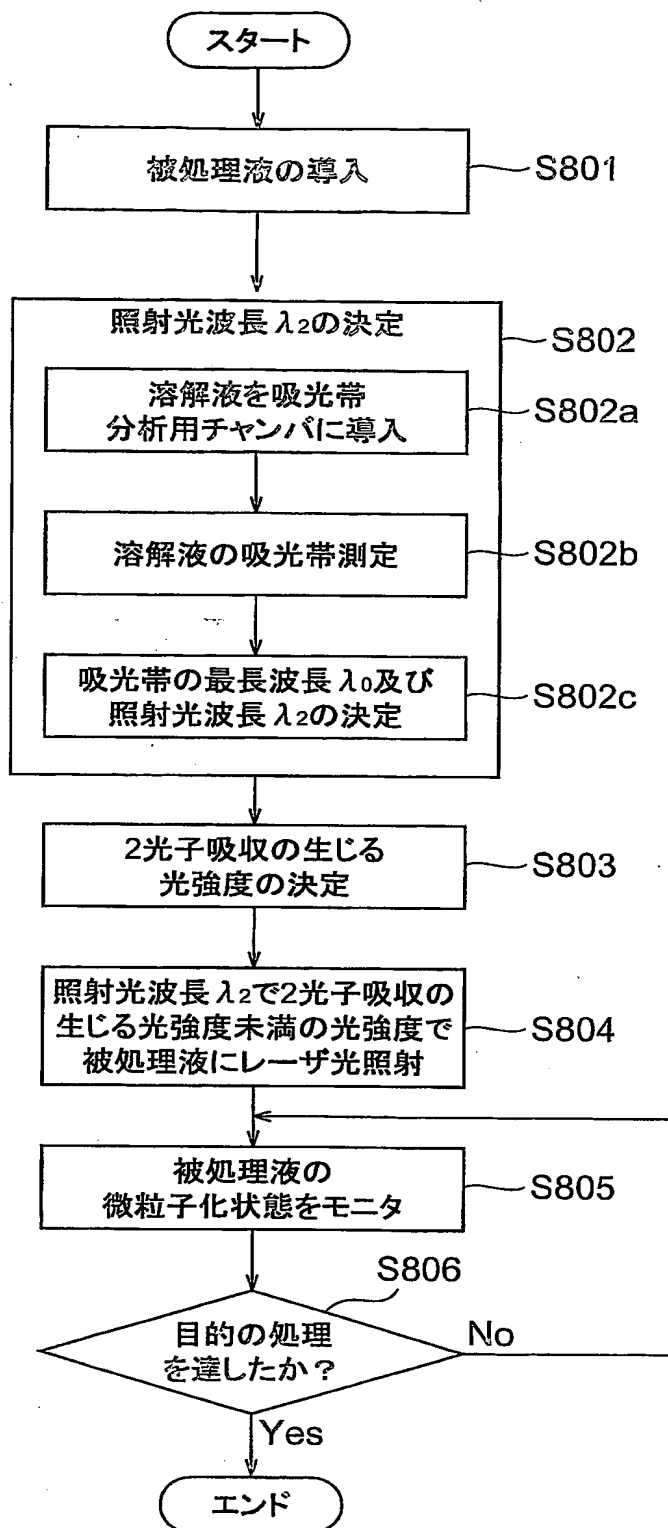 スタート
被処理液の導入
S801
照射光波長λ2の決定
S802
溶解液を吸光帯
分析用チャンバに導入
S802a
溶解液の吸光帯測定
S802b
吸光帯の最長波長λ0及び
照射光波長λ2の決定
S802c
2光子吸収の生じる
光強度の決定
S803
照射光波長λ2で2光子吸収の
生じる光強度未満の光強度で
被処理液にレーザ光照射
S804
被処理液の
微粒子化状態をモニタ
S805
S806
目的の処理
を達したか?
No
Yes
エンド